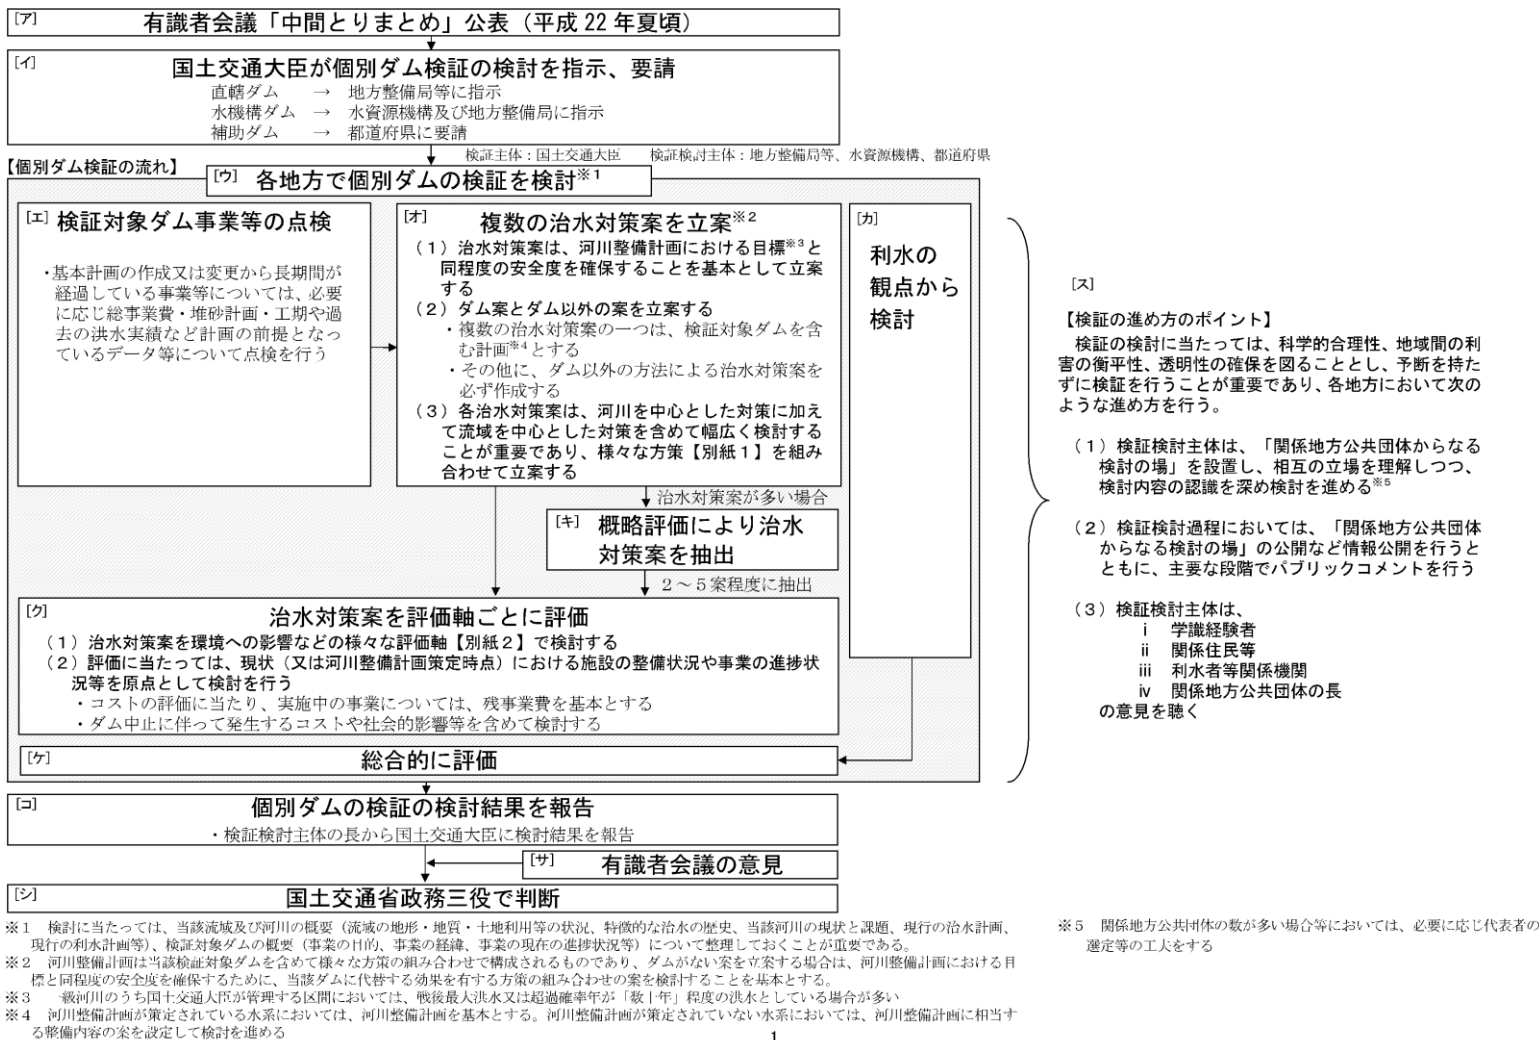 [ア] 有識者会議「中間とりまとめ」公表（平成22年夏頃）
[イ] 国土交通大臣が個別ダム検証の検討を指示、要請
直轄ダム → 地方整備局等に指示
水機構ダム → 水資源機構及び地方整備局に指示
補助ダム → 都道府県に要請
検証主体：国土交通大臣 検証検討主体：地方整備局等、水資源機構、都道府県
【個別ダム検証の流れ】
[ウ] 各地方で個別ダムの検証を検討※1
[エ] 検証対象ダム事業等の点検
・基本計画の作成又は変更から長期間が
経過している事業等については、必要
に応じ総事業費・堆砂計画・工期や過
去の洪水実績など計画の前提となっ
ているデータ等について点検を行う
[オ] 複数の治水対策案を立案※2
（１）治水対策案は、河川整備計画における目標※3と
同程度の安全度を確保することを基本として立案
する
（２）ダム案とダム以外の案を立案する
・複数の治水対策案の一つは、検証対象ダムを含
む計画※4とする
・その他に、ダム以外の方法による治水対策案を
必ず作成する
（３）各治水対策案は、河川を中心とした対策に加え
て流域を中心とした対策を含めて幅広く検討する
ことが重要であり、様々な方策【別紙１】を組み
合わせて立案する
[カ]
利水の
観点から
検討
治水対策案が多い場合
[キ] 概略評価により治水
対策案を抽出
２～５案程度に抽出
[ク] 治水対策案を評価軸ごとに評価
（１）治水対策案を環境への影響などの様々な評価軸【別紙２】で検討する
（２）評価に当たっては、現状（又は河川整備計画策定時点）における施設の整備状況や事業の進捗状
況等を原点として検討を行う
・コストの評価に当たり、実施中の事業については、残事業費を基本とする
・ダム中止に伴って発生するコストや社会的影響等を含めて検討する
[ケ] 総合的に評価
[コ] 個別ダムの検証の検討結果を報告
・検証検討主体の長から国土交通大臣に検討結果を報告
[サ] 有識者会議の意見
[シ] 国土交通省政務三役で判断
[ス]
【検証の進め方のポイント】
検証の検討に当たっては、科学的合理性、地域間の利
害の衡平性、透明性の確保を図ることとし、予断を持た
ずに検証を行うことが重要であり、各地方において次の
ような進め方を行う。
（１）検証検討主体は、「関係地方公共団体からなる
検討の場」を設置し、相互の立場を理解しつつ、
検討内容の認識を深め検討を進める※5
（２）検証検討過程においては、「関係地方公共団体
からなる検討の場」の公開など情報公開を行うと
ともに、主要な段階でパブリックコメントを行う
（３）検証検討主体は、
ⅰ 学識経験者
ⅱ 関係住民等
ⅲ 利水者等関係機関
ⅳ 関係地方公共団体の長
の意見を聴く
※１ 検討に当たっては、当該流域及び河川の概要（流域の地形・地質・土地利用等の状況、特徴的な治水の歴史、当該河川の現状と課題、現行の治水計画、
現行の利水計画等）、検証対象ダムの概要（事業の目的、事業の経緯、事業の現在の進捗状況等）について整理しておくことが重要である。
※２ 河川整備計画は当該検証対象ダムを含めて様々な方策の組み合わせで構成されるものであり、ダムがない案を立案する場合は、河川整備計画における目
標と同程度の安全度を確保するために、当該ダムに代替する効果を有する方策の組み合わせの案を検討することを基本とする。
※３ 一級河川のうち国土交通大臣が管理する区間においては、戦後最大洪水又は超過確率年が「数十年」程度の洪水としている場合が多い
※４ 河川整備計画が策定されている水系においては、河川整備計画を基本とする。河川整備計画が策定されていない水系においては、河川整備計画に相当す
る整備内容の案を設定して検討を進める
※５ 関係地方公共団体の数が多い場合等においては、必要に応じ代表者の
選定等の工夫をする
1